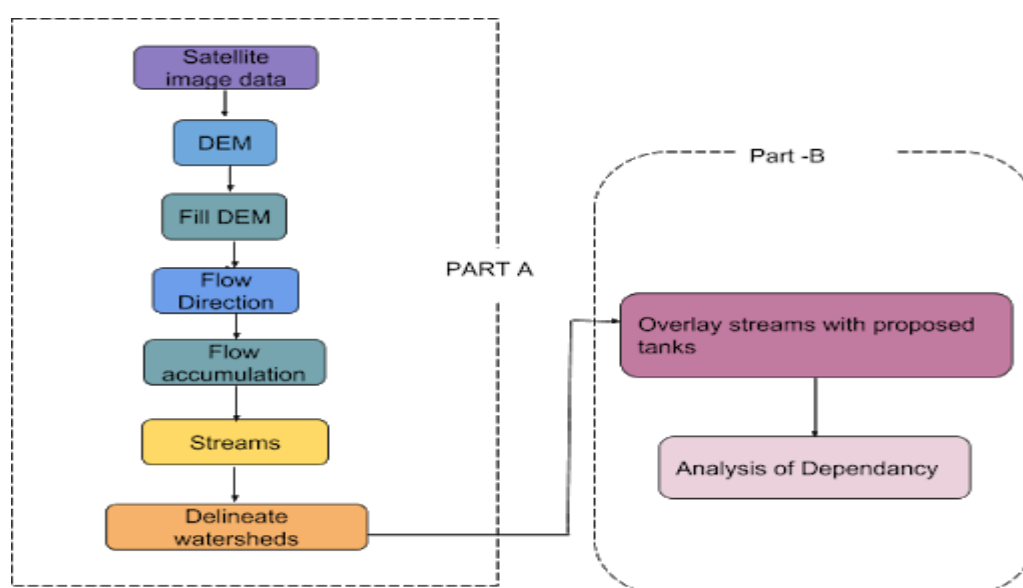 Satellite
image data
DEM
Fill DEM
Flow
Direction
Flow
accumulation
Streams
Delineate
watersheds
PART A
Part -B
Overlay streams with proposed
tanks
Analysis of Dependancy